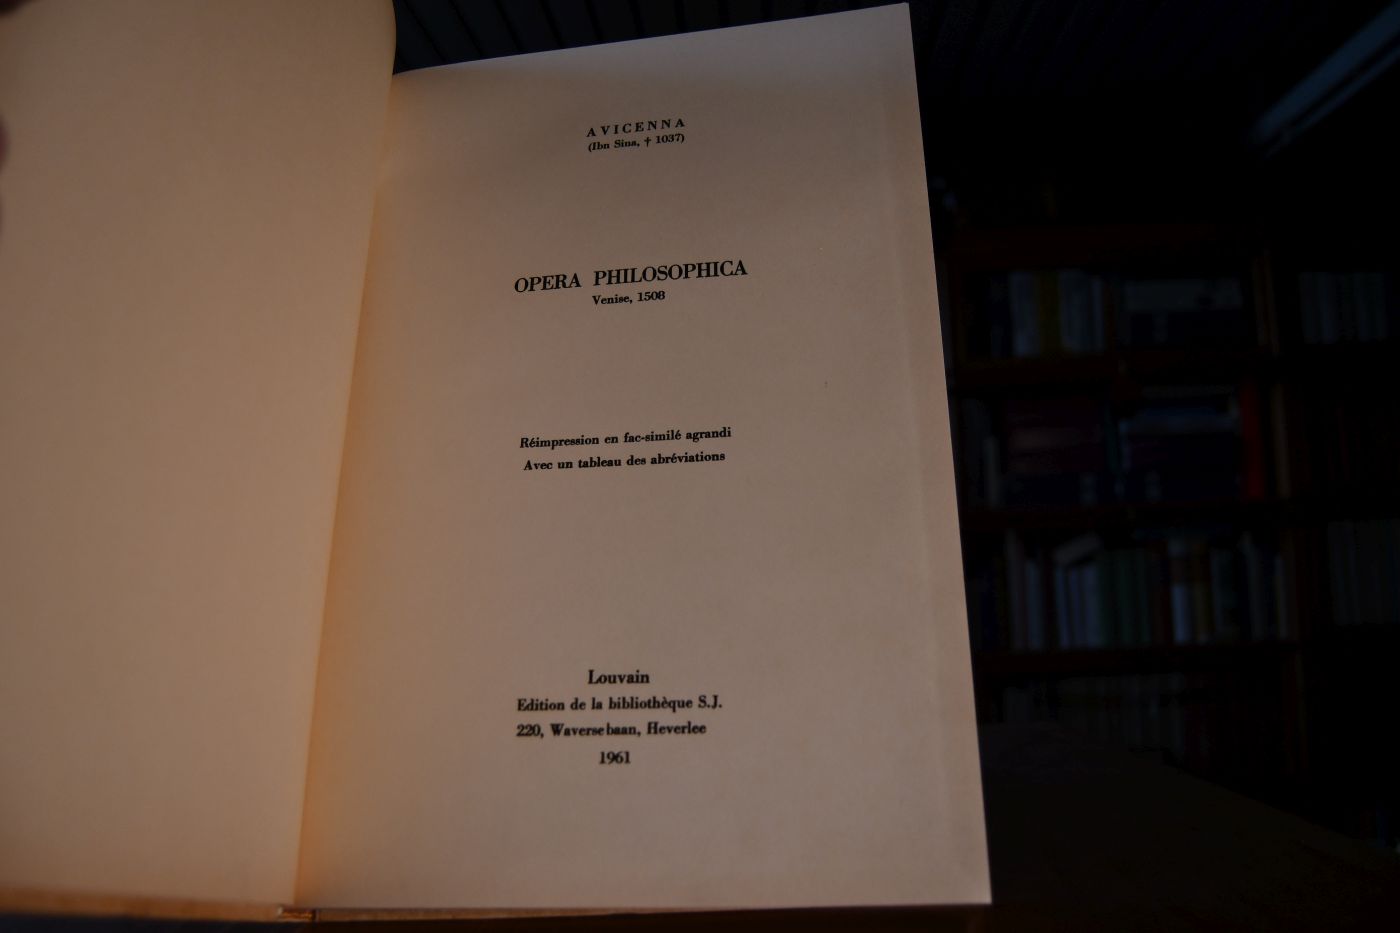 AVICENNA
(Ibn Sina, † 1037)
OPERA PHILOSOPHICA
Venise, 1508
Réimpression en fac-similé agrandi
Avec un tableau des abréviations
Louvain
Edition de la bibliothèque S.J.
220, Waversebaan, Heverlee
1961